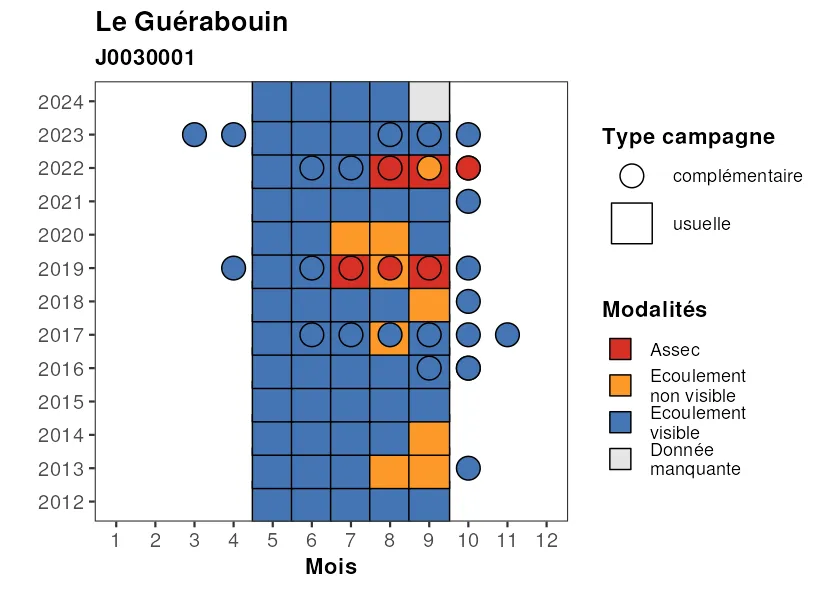 Le Guérabouin
J0030001
2024
2023
2022
2021
2020
2019
2018
2017
2016
2015
2014
2013
2012
1 2 3 4 5 6 7 8 9 10 11 12
Mois
Type campagne
complémentaire
usuelle
Modalités
Assec
Ecoulement
non visible
Ecoulement
visible
Donnée
manquante